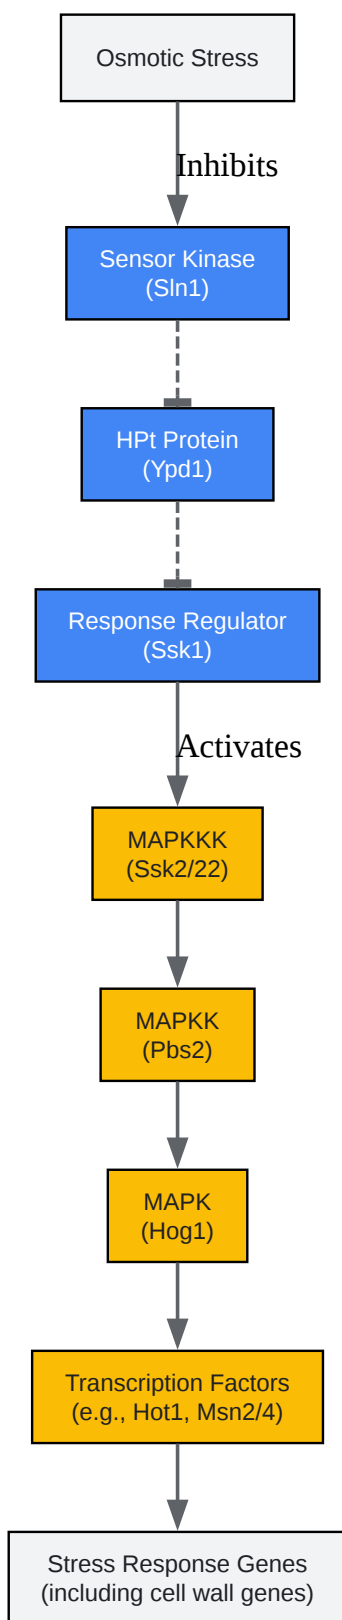 Osmotic Stress
Inhibits
Sensor Kinase
(Sln1)
HPt Protein
(Ypd1)
Response Regulator
(Ssk1)
Activates
MAPKKK
(Ssk2/22)
MAPKK
(Pbs2)
MAPK
(Hog1)
Transcription Factors
(e.g., Hot1, Msn2/4)
Stress Response Genes
(including cell wall genes)